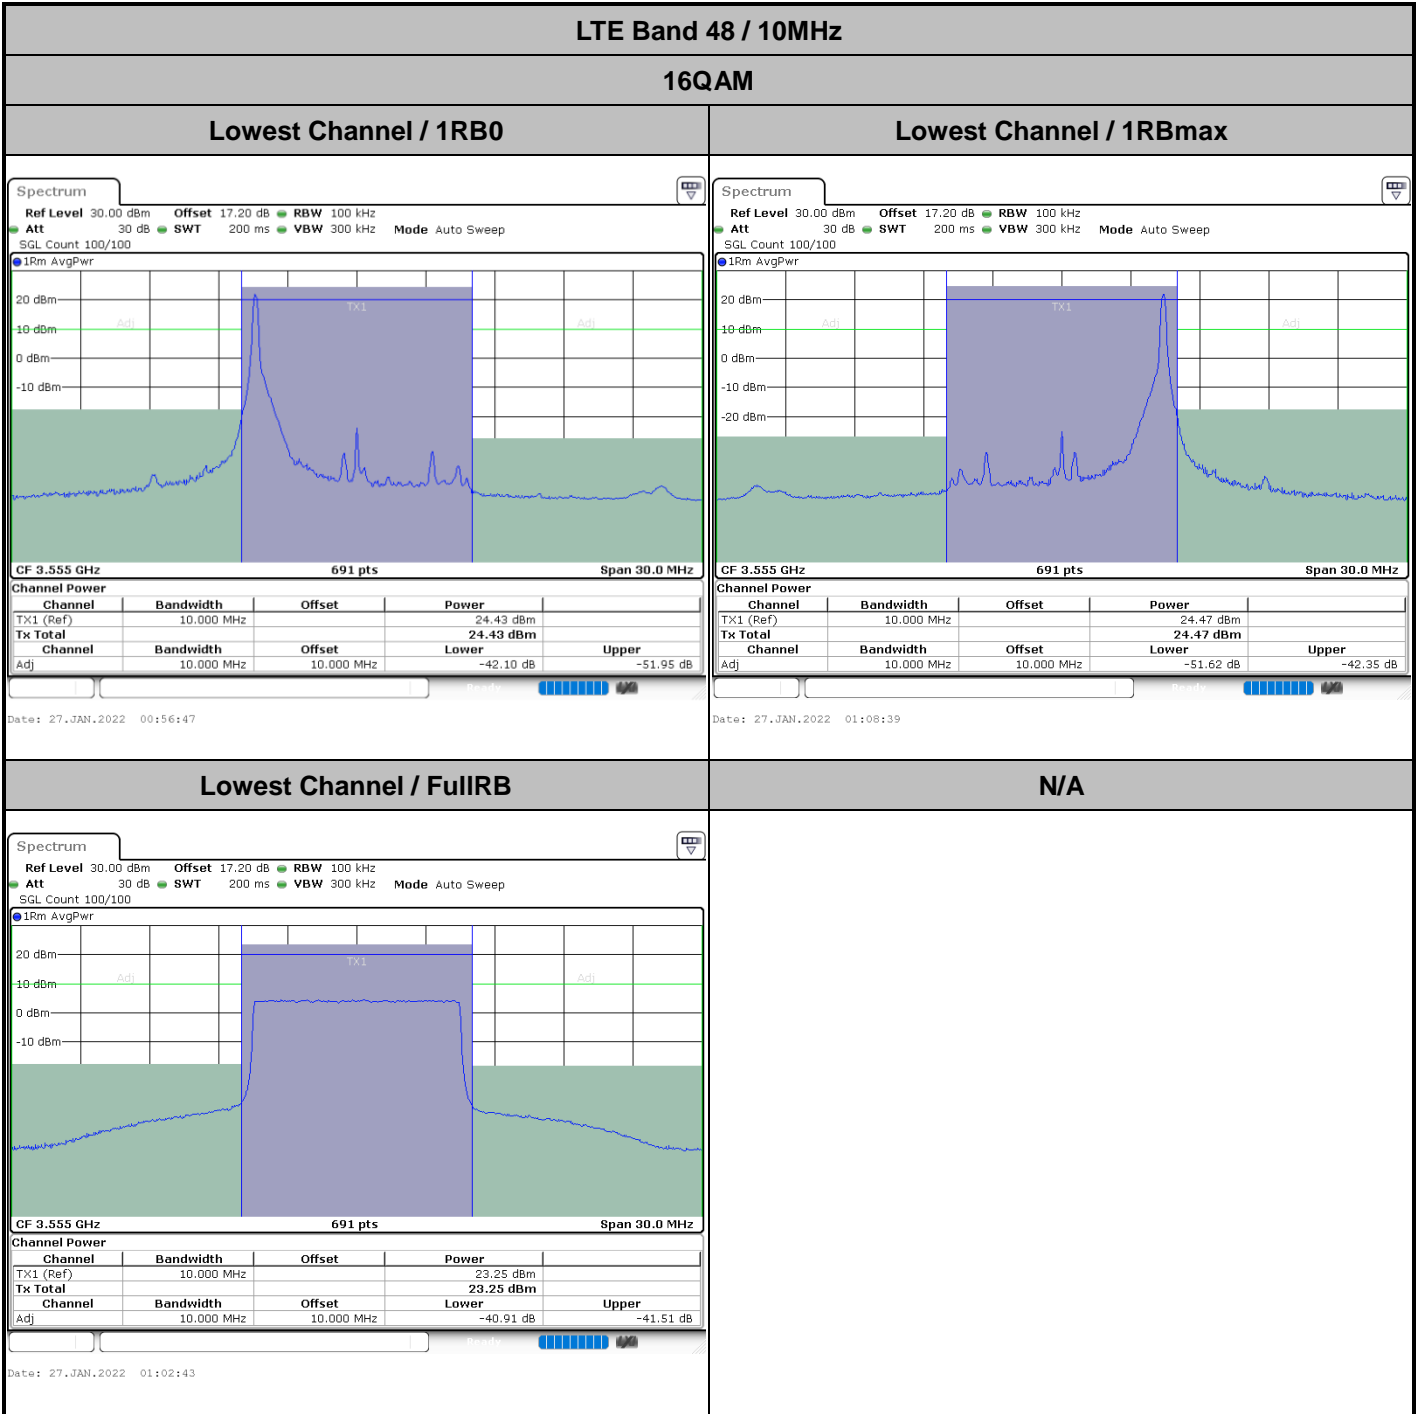 LTE Band 48 / 10MHz
16QAM
Lowest Channel / 1RB0
Lowest Channel / 1RBmax
Spectrum
Ref Level 30.00 dBm Offset 17.20 dB RBW 100 kHz
Att 30 dB SWT 200 ms VBW 300 kHz Mode Auto Sweep
SGL Count 100/100
1Rm AvgPwr
20 dBm
10 dBm
0 dBm
-10 dBm
Adj
TX1
Adj
CF 3.555 GHz 691 pts Span 30.0 MHz
Channel Power
Channel Bandwidth Offset Power
TX1 (Ref) 10.000 MHz 24.43 dBm
Tx Total 24.43 dBm
Channel Bandwidth Offset Lower Upper
Adj 10.000 MHz 10.000 MHz -42.10 dB -51.95 dB
Ready
Date: 27.JAN.2022 00:56:47
Spectrum
Ref Level 30.00 dBm Offset 17.20 dB RBW 100 kHz
Att 30 dB SWT 200 ms VBW 300 kHz Mode Auto Sweep
SGL Count 100/100
1Rm AvgPwr
20 dBm
10 dBm
0 dBm
-10 dBm
-20 dBm
Adj
TX1
Adj
CF 3.555 GHz 691 pts Span 30.0 MHz
Channel Power
Channel Bandwidth Offset Power
TX1 (Ref) 10.000 MHz 24.47 dBm
Tx Total 24.47 dBm
Channel Bandwidth Offset Lower Upper
Adj 10.000 MHz 10.000 MHz -51.62 dB -42.35 dB
Ready
Date: 27.JAN.2022 01:08:39
Lowest Channel / FullRB
N/A
Spectrum
Ref Level 30.00 dBm Offset 17.20 dB RBW 100 kHz
Att 30 dB SWT 200 ms VBW 300 kHz Mode Auto Sweep
SGL Count 100/100
1Rm AvgPwr
20 dBm
10 dBm
0 dBm
-10 dBm
Adj
TX1
Adj
CF 3.555 GHz 691 pts Span 30.0 MHz
Channel Power
Channel Bandwidth Offset Power
TX1 (Ref) 10.000 MHz 23.25 dBm
Tx Total 23.25 dBm
Channel Bandwidth Offset Lower Upper
Adj 10.000 MHz 10.000 MHz -40.91 dB -41.51 dB
Ready
Date: 27.JAN.2022 01:02:43